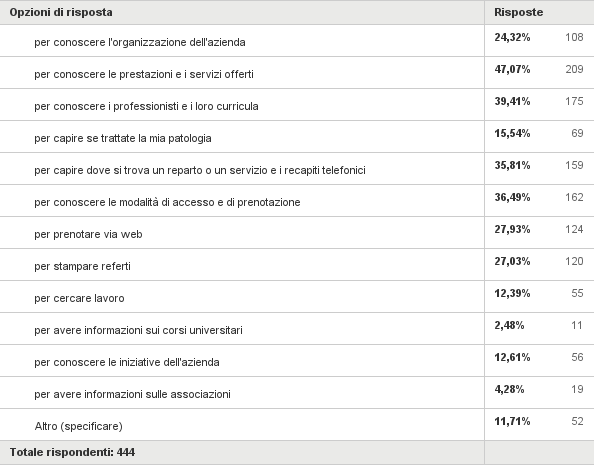 Opzioni di risposta Risposte
per conoscere l'organizzazione dell'azienda 24,32% 108
per conoscere le prestazioni e i servizi offerti 47,07% 209
per conoscere i professionisti e i loro curricula 39,41% 175
per capire se trattate la mia patologia 15,54% 69
per capire dove si trova un reparto o un servizio e i recapiti telefonici 35,81% 159
per conoscere le modalità di accesso e di prenotazione 36,49% 162
per prenotare via web 27,93% 124
per stampare referti 27,03% 120
per cercare lavoro 12,39% 55
per avere informazioni sui corsi universitari 2,48% 11
per conoscere le iniziative dell'azienda 12,61% 56
per avere informazioni sulle associazioni 4,28% 19
Altro (specificare) 11,71% 52
Totale rispondenti: 444